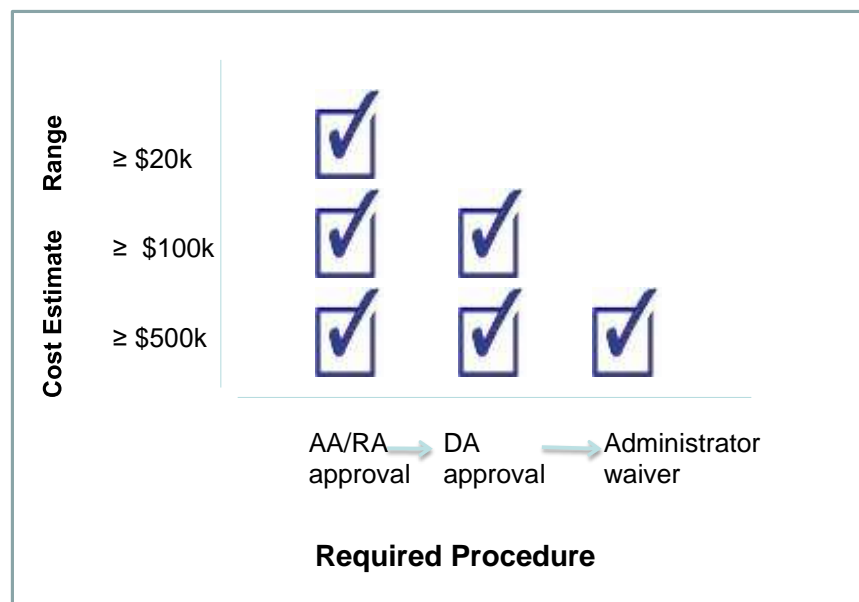 Cost Estimate Range
≥ $20k
≥ $100k
≥ $500k
AA/RA
approval
DA
approval
Administrator
waiver
Required Procedure